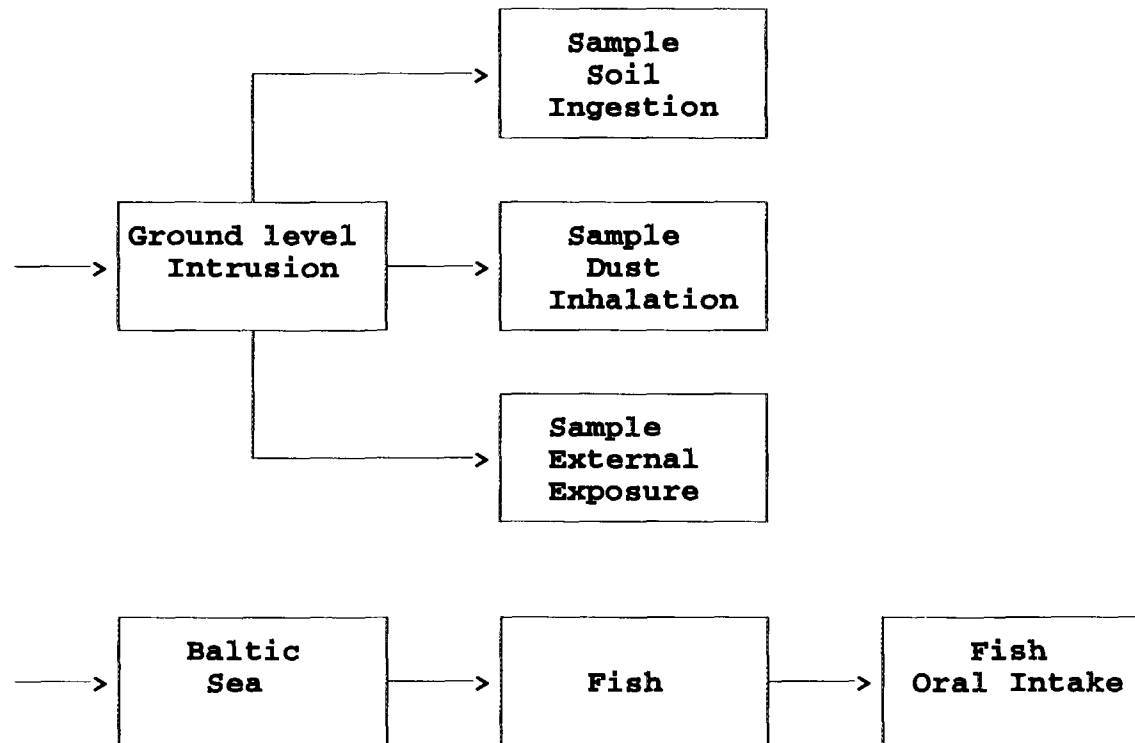 Sample
Soil
Ingestion
Ground level
Intrusion
Sample
Dust
Inhalation
Sample
External
Exposure
Baltic
Sea
Fish
Fish
Oral Intake